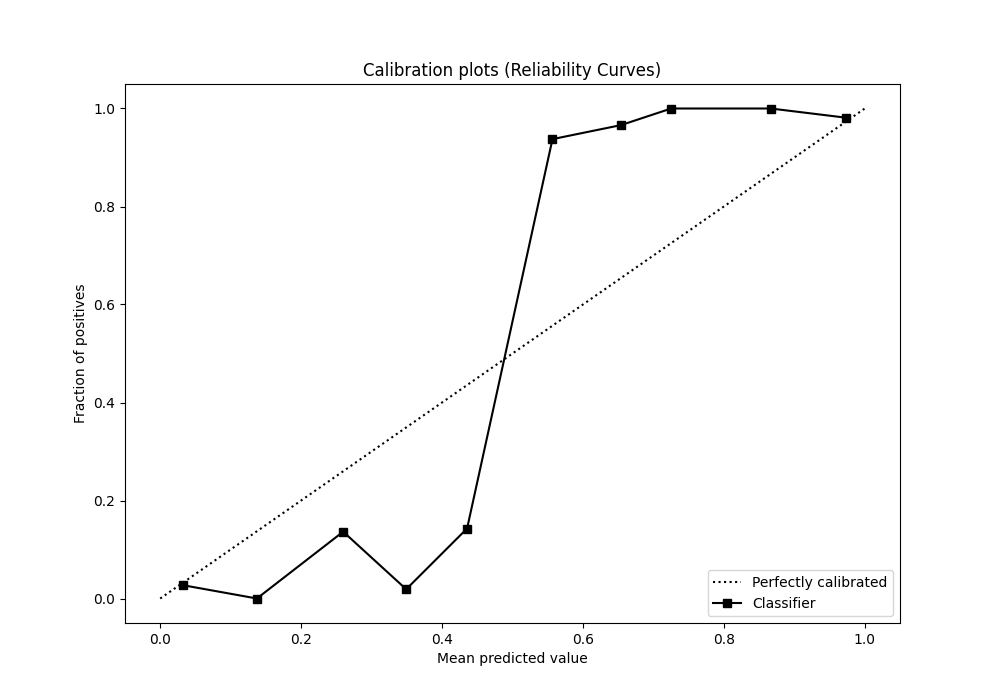 Calibration plots (Reliability Curves)
Fraction of positives
1.0
0.8
0.6
0.4
0.2
0.0
0.0 0.2 0.4 0.6 0.8 1.0
Mean predicted value
Perfectly calibrated
Classifier